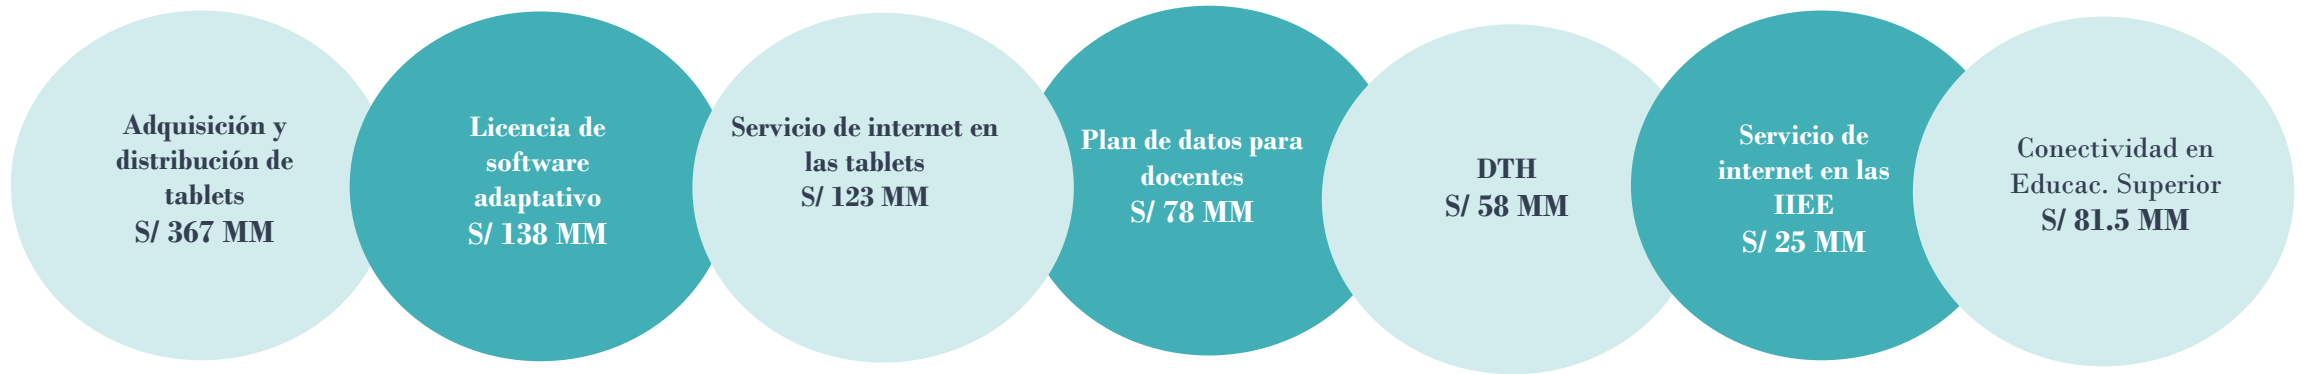 Adquisición y
distribución de
tablets
S/ 367 MM
Licencia de
software
adaptativo
S/ 138 MM
Servicio de internet en
las tablets
S/ 123 MM
Plan de datos para
docentes
S/ 78 MM
DTH
S/ 58 MM
Servicio de
internet en las
IIEE
S/ 25 MM
Conectividad en
Educac. Superior
S/ 81.5 MM